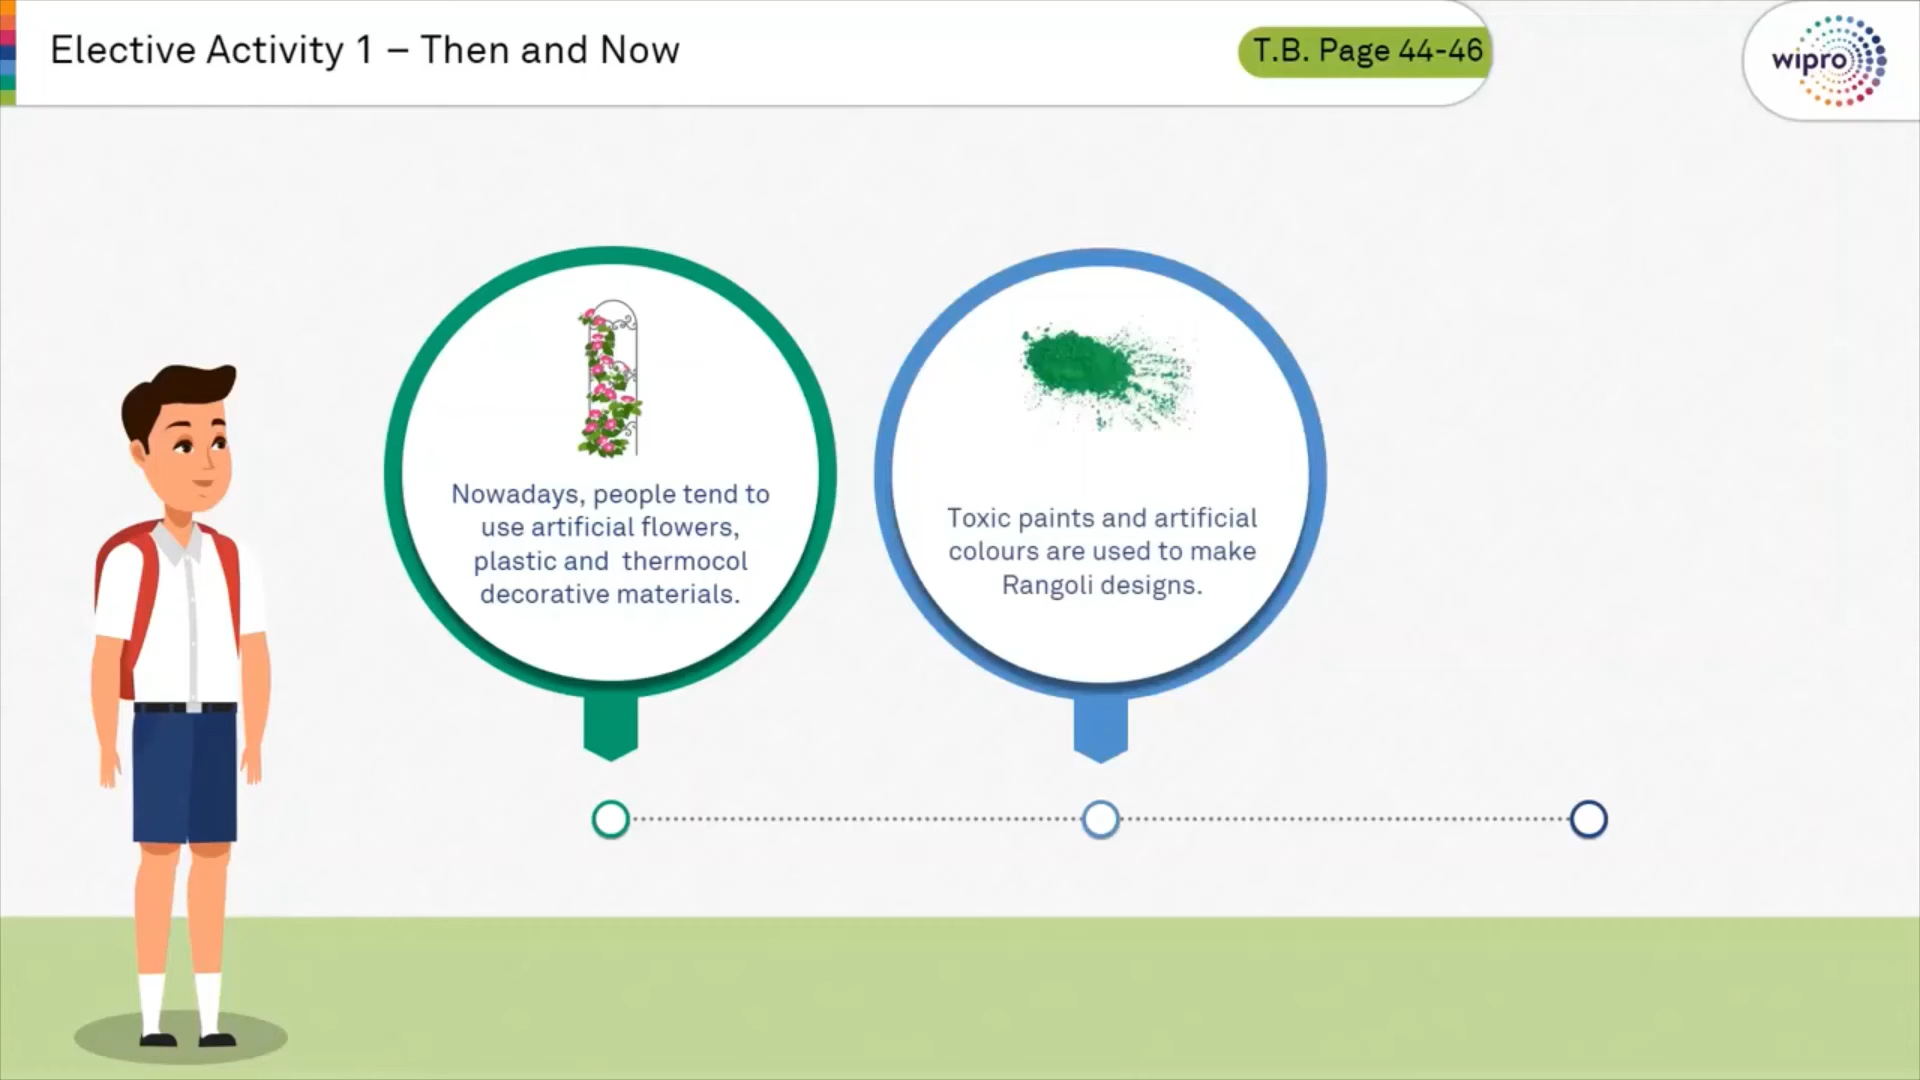 Elective Activity 1 – Then and Now
T.B. Page 44-46
wipro
Nowadays, people tend to
use artificial flowers,
plastic and thermocol
decorative materials.
Toxic paints and artificial
colours are used to make
Rangoli designs.